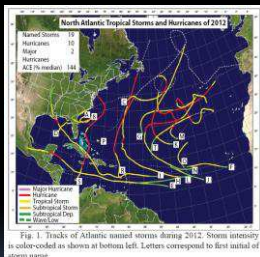 North Atlantic Tropical Storms and Hurricanes of 2012
Named Storms 19
Hurricanes 10
Major 2
Hurricanes
ACE (% median) 144
Major Hurricane
Hurricane
Tropical Storm
Tropical Dep.
Subtropical Storm
Subtropical Dep.
Wave/Low
Fig. 1. Tracks of Atlantic named storms during 2012. Storm intensity
is color-coded as shown at bottom left. Letters correspond to first initial of
storm name.